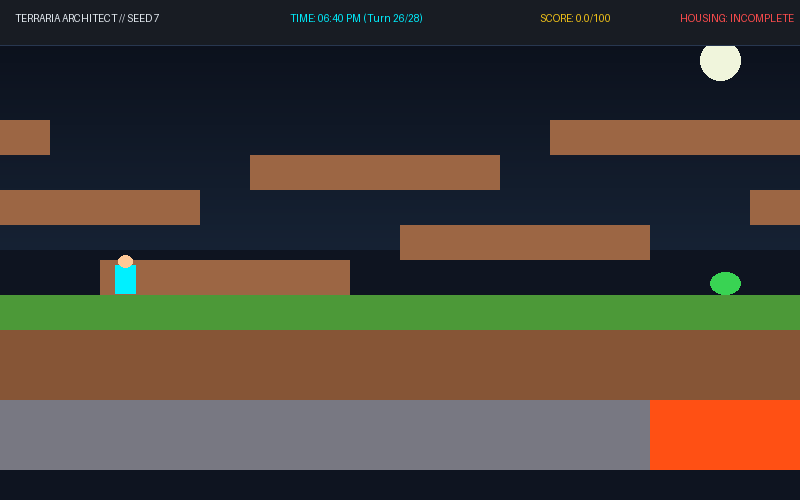 TERRARIA ARCHITECT // SEED 7
TIME: 06:40 PM (Turn 26/28)
SCORE: 0.0/100
HOUSING: INCOMPLETE